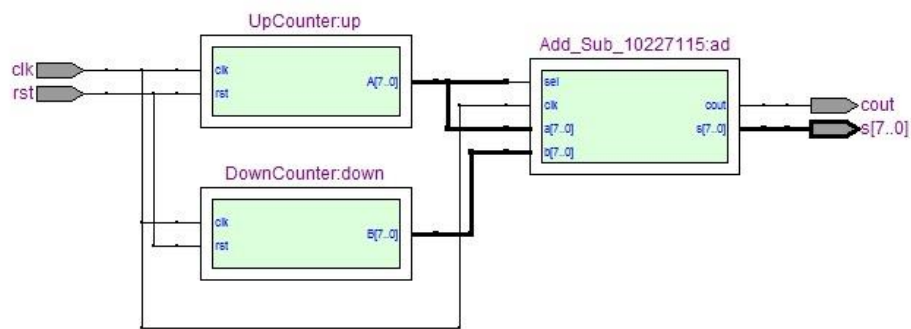 UpCounter:up
clk
rst
clk
rst
A[7..0]
DownCounter:down
clk
rst
B[7..0]
Add_Sub_10227115:ad
sel
clk
a[7..0]
b[7..0]
cout
s[7..0]
cout
s[7..0]